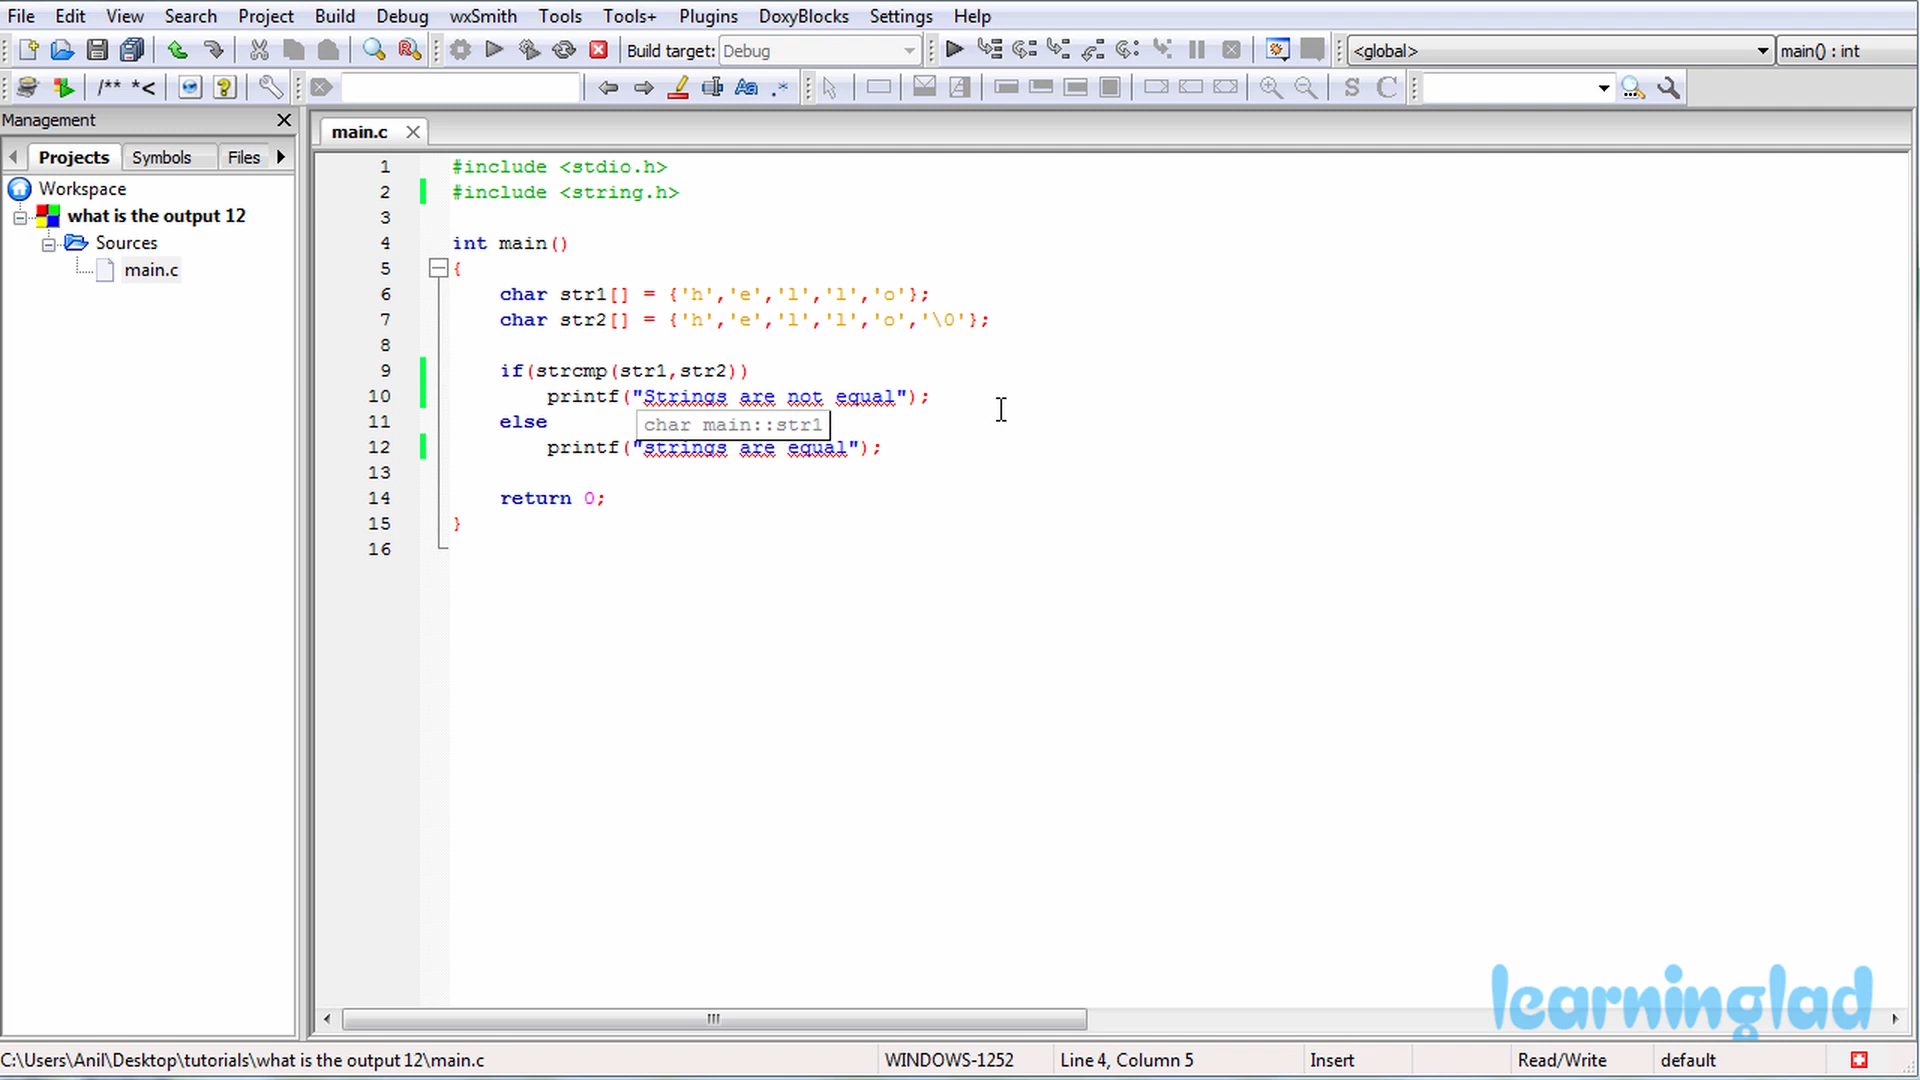 File Edit View Search Project Build Debug wxSmith Tools Tools+ Plugins DoxyBlocks Settings Help
Build target: Debug <global> main() : int
/** *< Aa .* S C
Management
Projects Symbols Files
main.c
Workspace
what is the output 12
Sources
main.c
1 #include <stdio.h>
2 #include <string.h>
3
4 int main()
5 {
6 char str1[] = {'h','e','l','l','o'};
7 char str2[] = {'h','e','l','l','o','\0'};
8
9 if(strcmp(str1,str2))
10 printf("Strings are not equal");
11 else
char main::str1
12 printf("strings are equal");
13
14 return 0;
15 }
16
learninglad
C:\Users\Anil\Desktop\tutorials\what is the output 12\main.c WINDOWS-1252 Line 4, Column 5 Insert Read/Write default